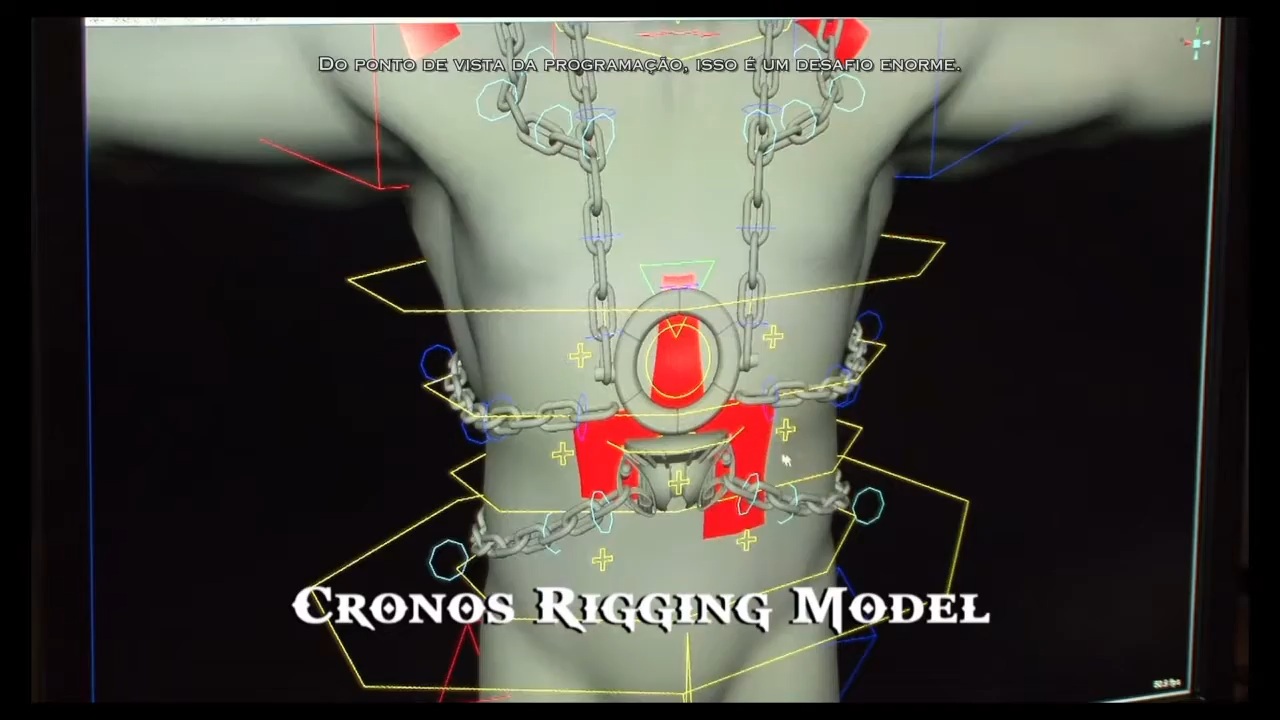 Do ponto de vista da programação, isso é um desafio enorme.
Cronos Rigging Model